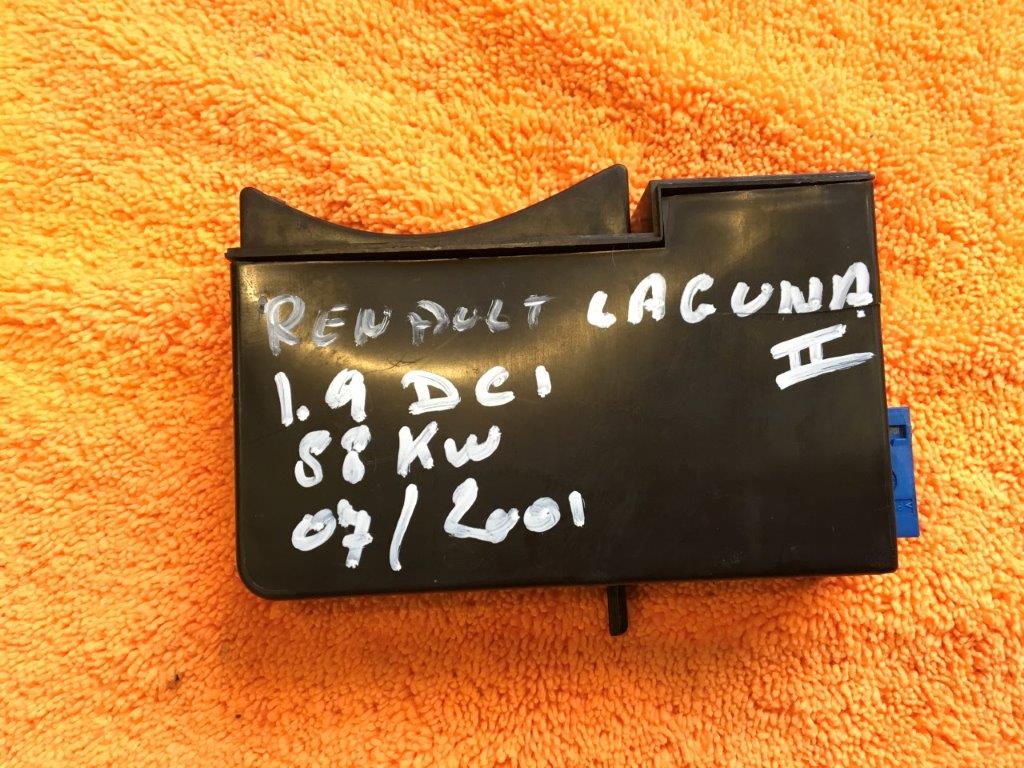 RENAULT LAGUNA
II
1.9 DCI
88 KW
07/2001